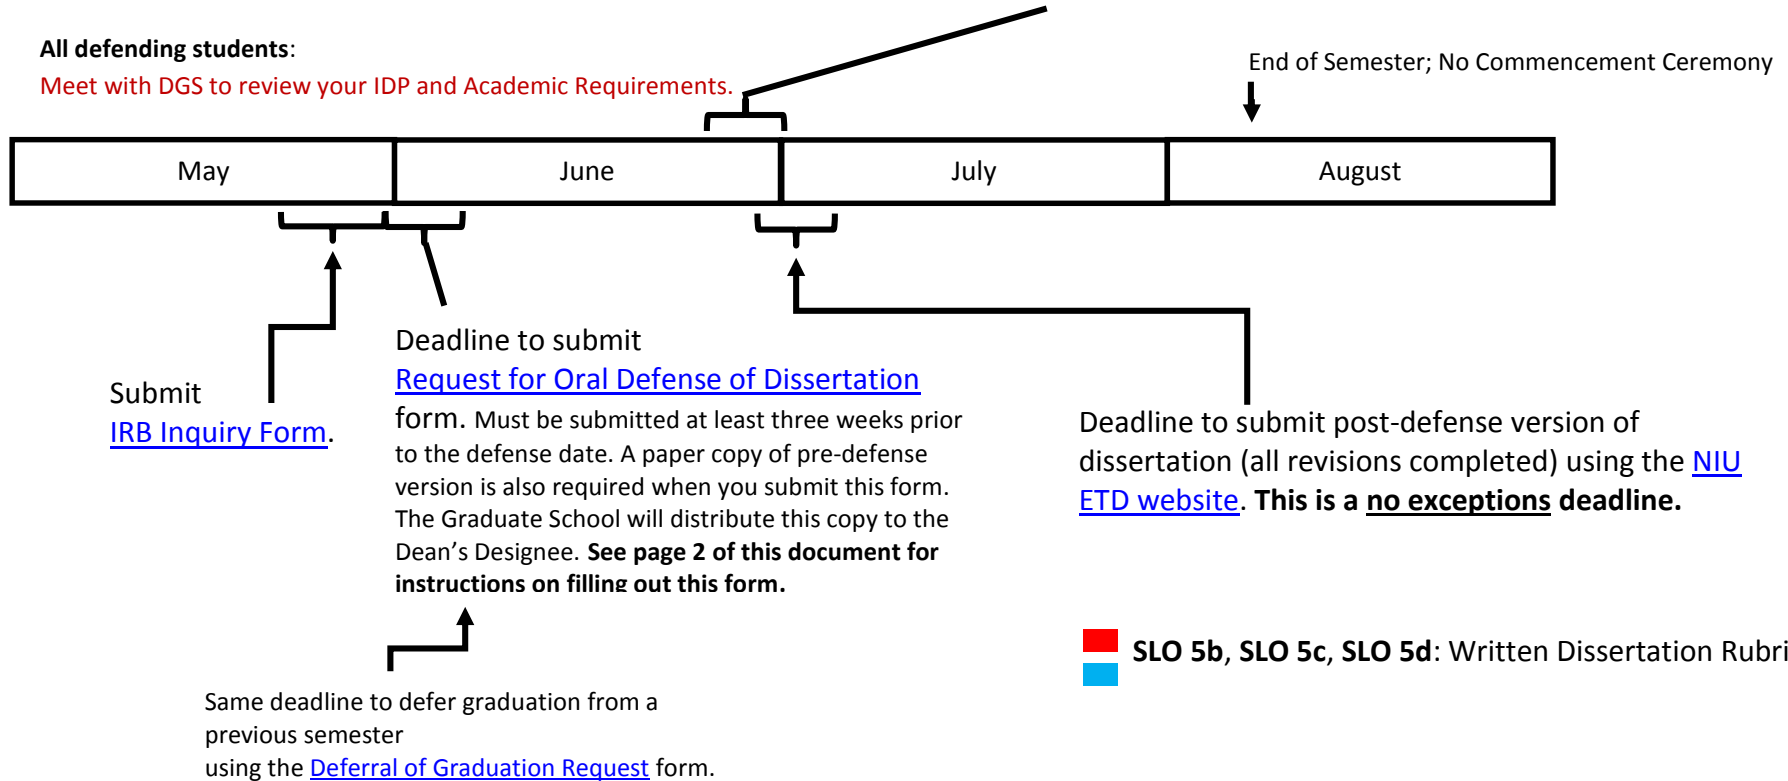 All defending students:
Meet with DGS to review your IDP and Academic Requirements.
End of Semester; No Commencement Ceremony
May
June
July
August
Submit
IRB Inquiry Form.
Deadline to submit
Request for Oral Defense of Dissertation
form. Must be submitted at least three weeks prior
to the defense date. A paper copy of pre-defense
version is also required when you submit this form.
The Graduate School will distribute this copy to the
Dean’s Designee. See page 2 of this document for
instructions on filling out this form.
Same deadline to defer graduation from a
previous semester
using the Deferral of Graduation Request form.
Deadline to submit post-defense version of
dissertation (all revisions completed) using the NIU
ETD website. This is a no exceptions deadline.
SLO 5b, SLO 5c, SLO 5d: Written Dissertation Rubri